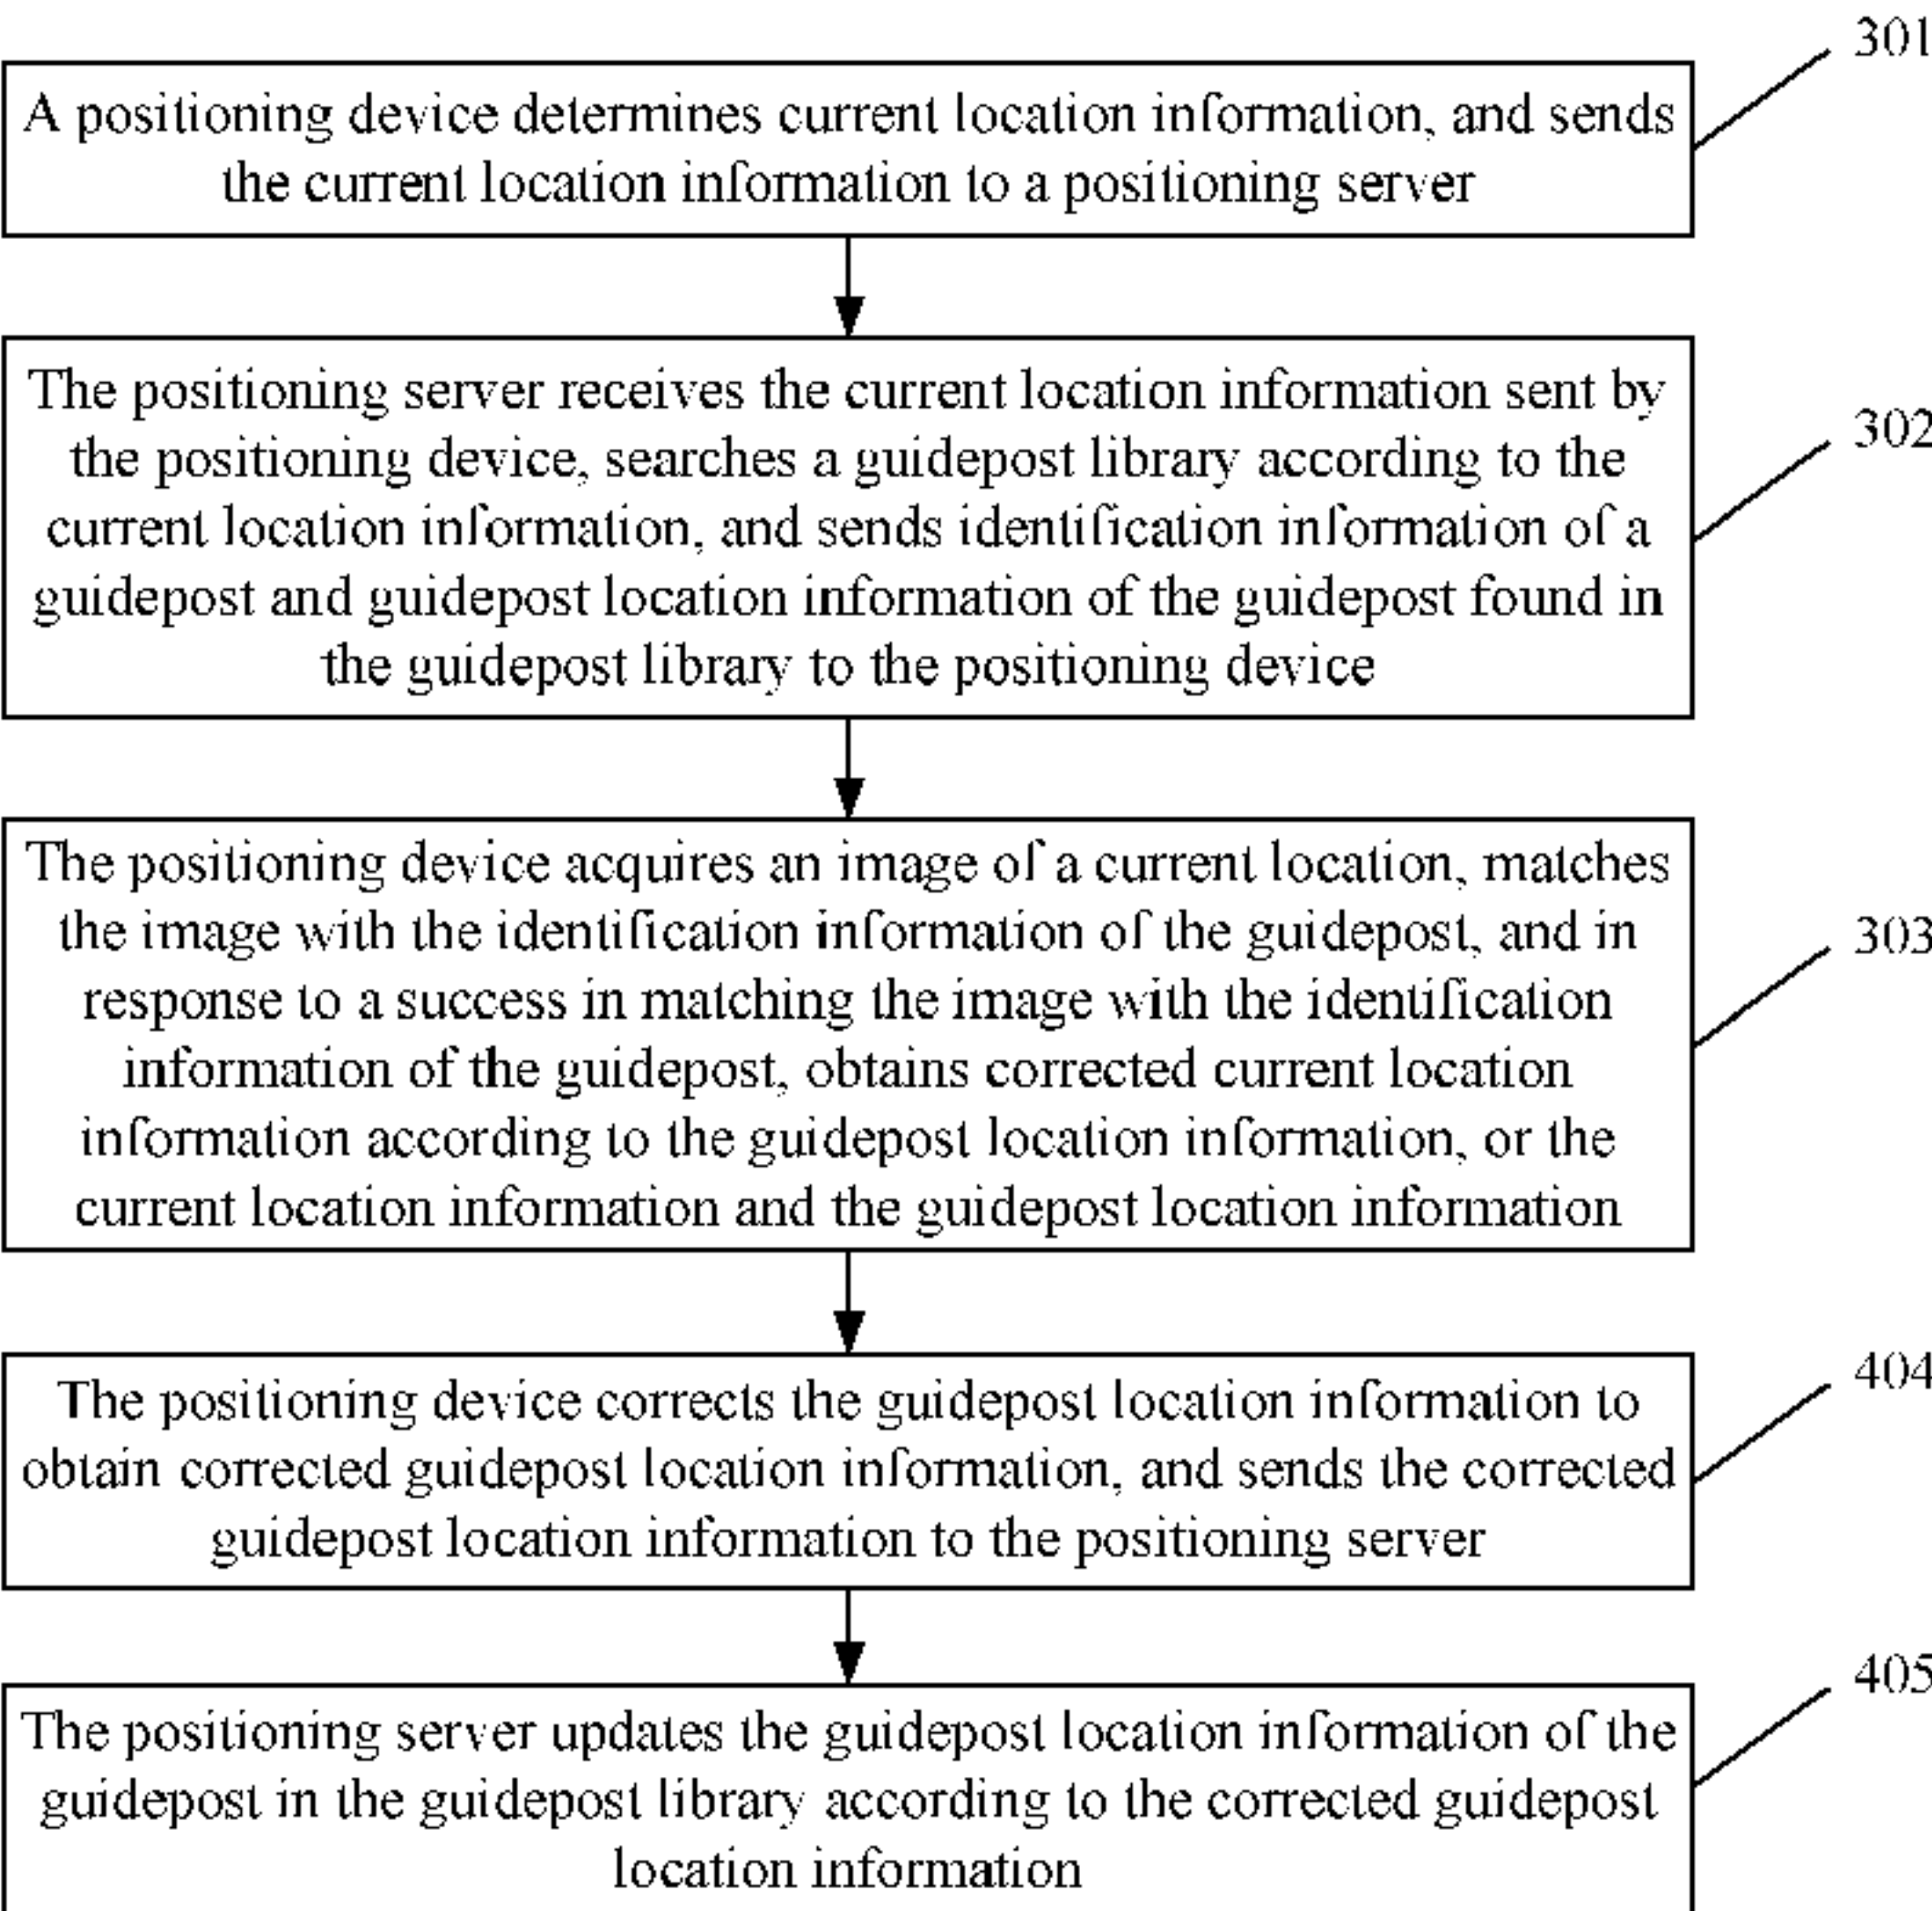 301
A positioning device determines current location information, and sends
the current location information to a positioning server
The positioning server receives the current location information sent by
the positioning device, searches a guidepost library according to the
current location information, and sends identification information of a
guidepost and guidepost location information of the guidepost found in
the guidepost library to the positioning device
302
The positioning device acquires an image of a current location, matches
the image with the identification information of the guidepost, and in
response to a success in matching the image with the identification
information of the guidepost, obtains corrected current location
information according to the guidepost location information, or the
current location information and the guidepost location information
303
The positioning device corrects the guidepost location information to
obtain corrected guidepost location information, and sends the corrected
guidepost location information to the positioning server
404
The positioning server updates the guidepost location information of the
guidepost in the guidepost library according to the corrected guidepost
location information
405